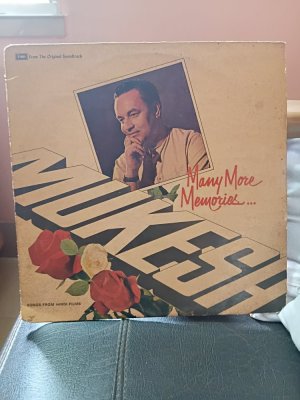 From The Original Soundtrack
Many More
Memories...
MUKESH
SONGS FROM HINDI FILMS